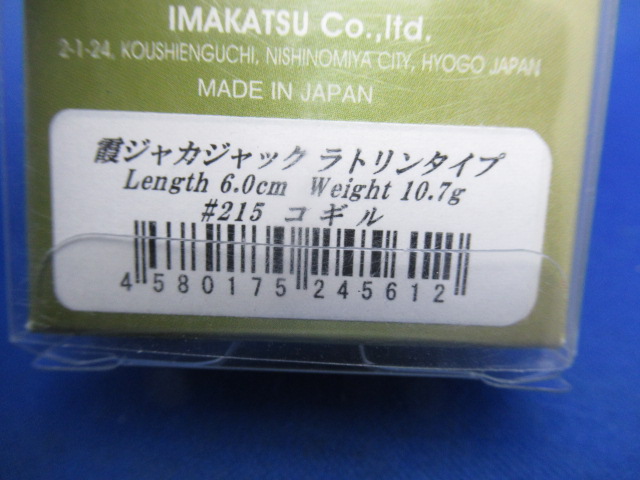 IMAKATSU Co.,ltd.
2-1-24, KOUSHIENGUCHI, NISHINOMIYA CITY, HYOGO JAPAN
MADE IN JAPAN
霞ジャカジャック ラトリンタイプ
Length 6.0cm Weight 10.7g
#215 コギル
4 580175 245612